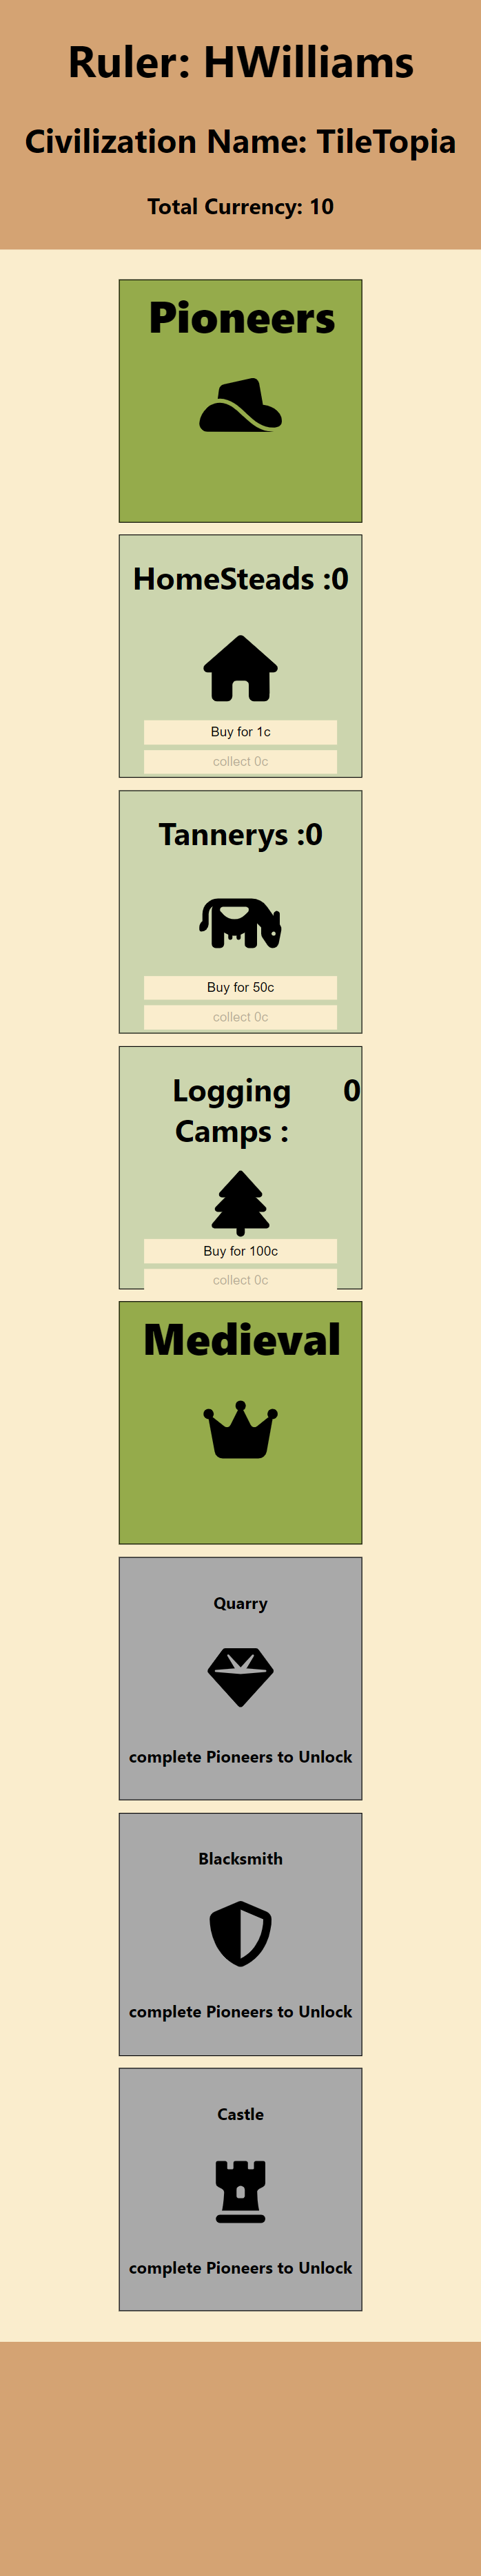 Ruler: HWilliams
Civilization Name: TileTopia
Total Currency: 10
Pioneers
HomeSteads :0
Buy for 1c
collect 0c
Tannerys :0
Buy for 50c
collect 0c
Logging 0
Camps :
Buy for 100c
collect 0c
Medieval
Quarry
complete Pioneers to Unlock
Blacksmith
complete Pioneers to Unlock
Castle
complete Pioneers to Unlock